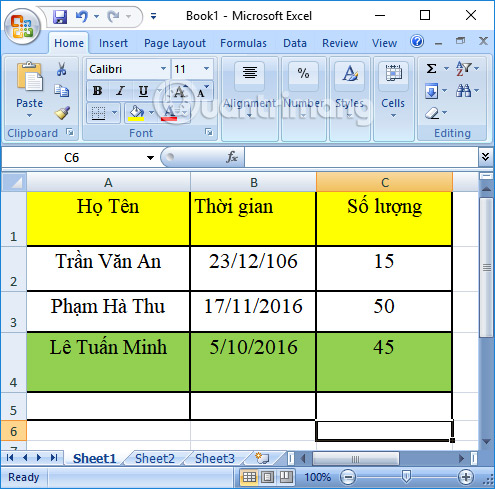 Book1 - Microsoft Excel
Home Insert Page Layout Formulas Data Review View
Paste
Calibri 11
B I U A A
A A
% Σ A Z
Alignment Number Styles Cells
Clipboard Font Editing
Quantrimang
C6 fx
A B C
1 Họ Tên Thời gian Số lượng
2 Trần Văn An 23/12/106 15
3 Phạm Hà Thu 17/11/2016 50
4 Lê Tuấn Minh 5/10/2016 45
5
6
Sheet1 Sheet2 Sheet3
Ready 100%